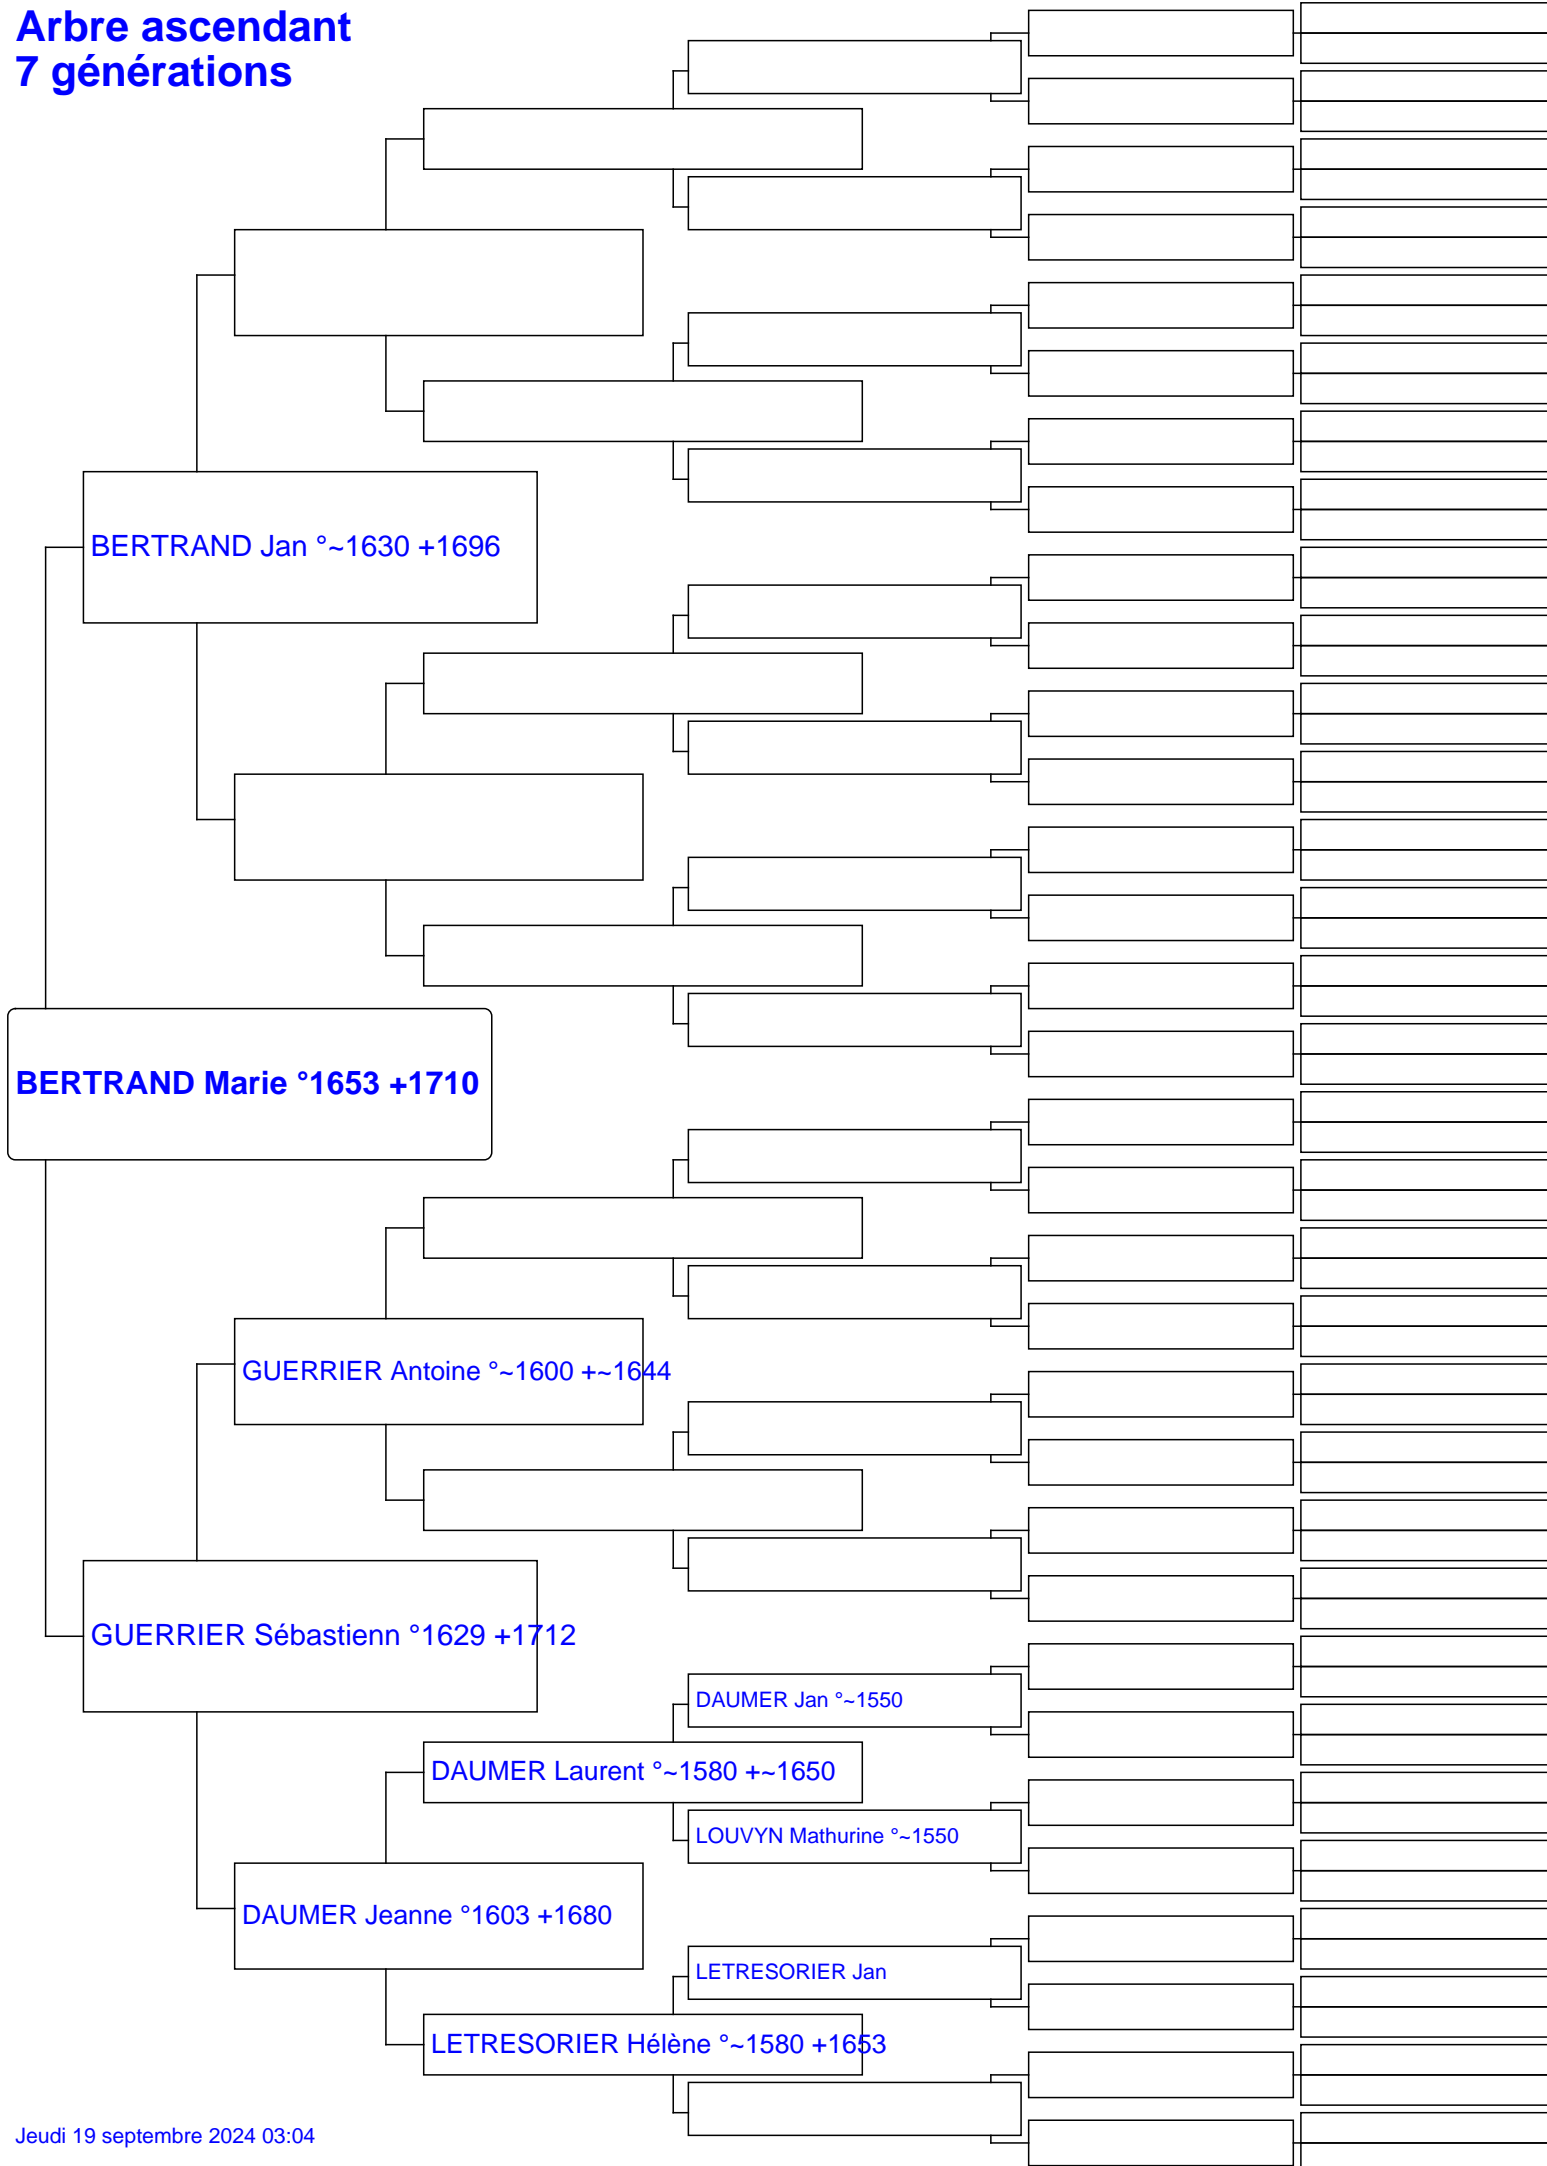 Arbre ascendant
7 générations
BERTRAND Jan °~1630 +1696
BERTRAND Marie °1653 +1710
GUERRIER Antoine °~1600 +~1644
GUERRIER Sébastienn °1629 +1712
DAUMER Jan °~1550
DAUMER Laurent °~1580 +~1650
LOUVYN Mathurine °~1550
DAUMER Jeanne °1603 +1680
LETRESORIER Jan
LETRESORIER Hélène °~1580 +1653
Jeudi 19 septembre 2024 03:04